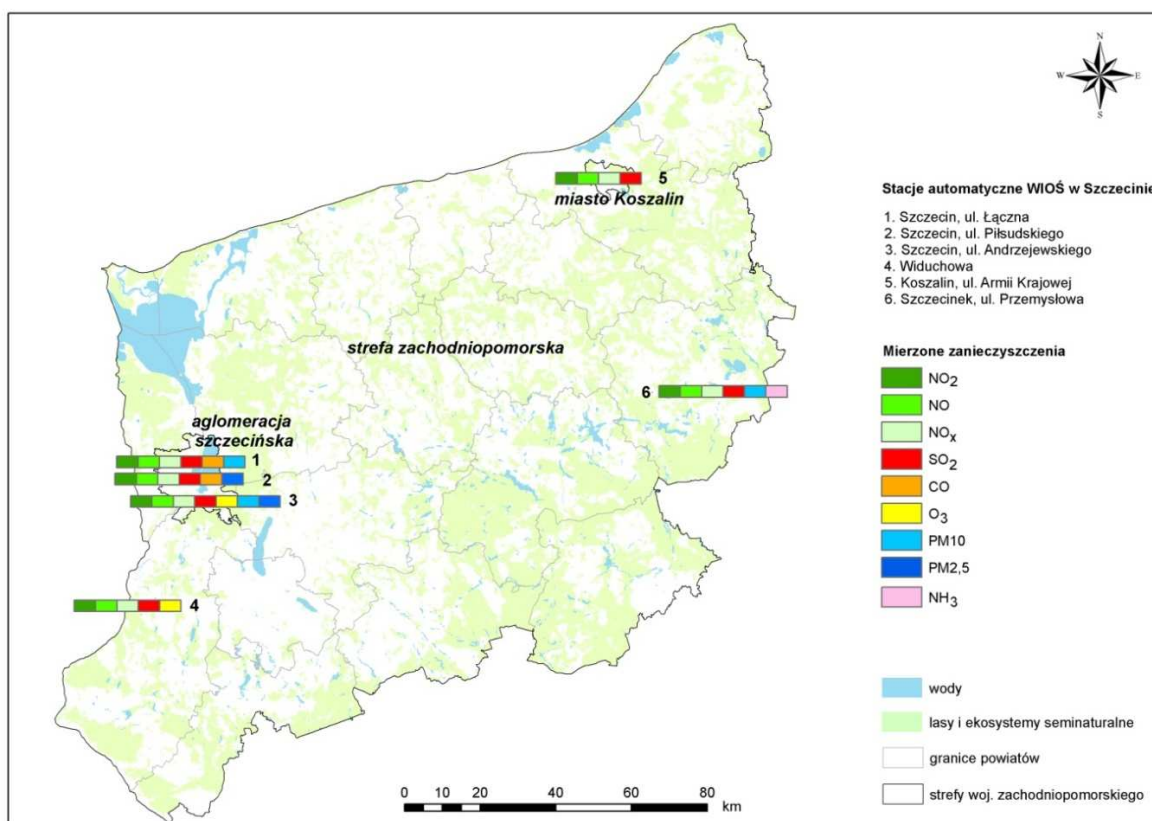 N
W E
S
5
miasto Koszalin
strefa zachodniopomorska
6
aglomeracja
szczecińska
1
2
3
4
Stacje automatyczne WIOŚ w Szczecinie
1. Szczecin, ul. Łączna
2. Szczecin, ul. Piłsudskiego
3. Szczecin, ul. Andrzejewskiego
4. Widuchowa
5. Koszalin, ul. Armii Krajowej
6. Szczecinek, ul. Przemysłowa
Mierzone zanieczyszczenia
NO2
NO
NOx
SO2
CO
O3
PM10
PM2,5
NH3
wody
lasy i ekosystemy seminaturalne
granice powiatów
strefy woj. zachodniopomorskiego
0 5 10 15 20 40 60 80
km